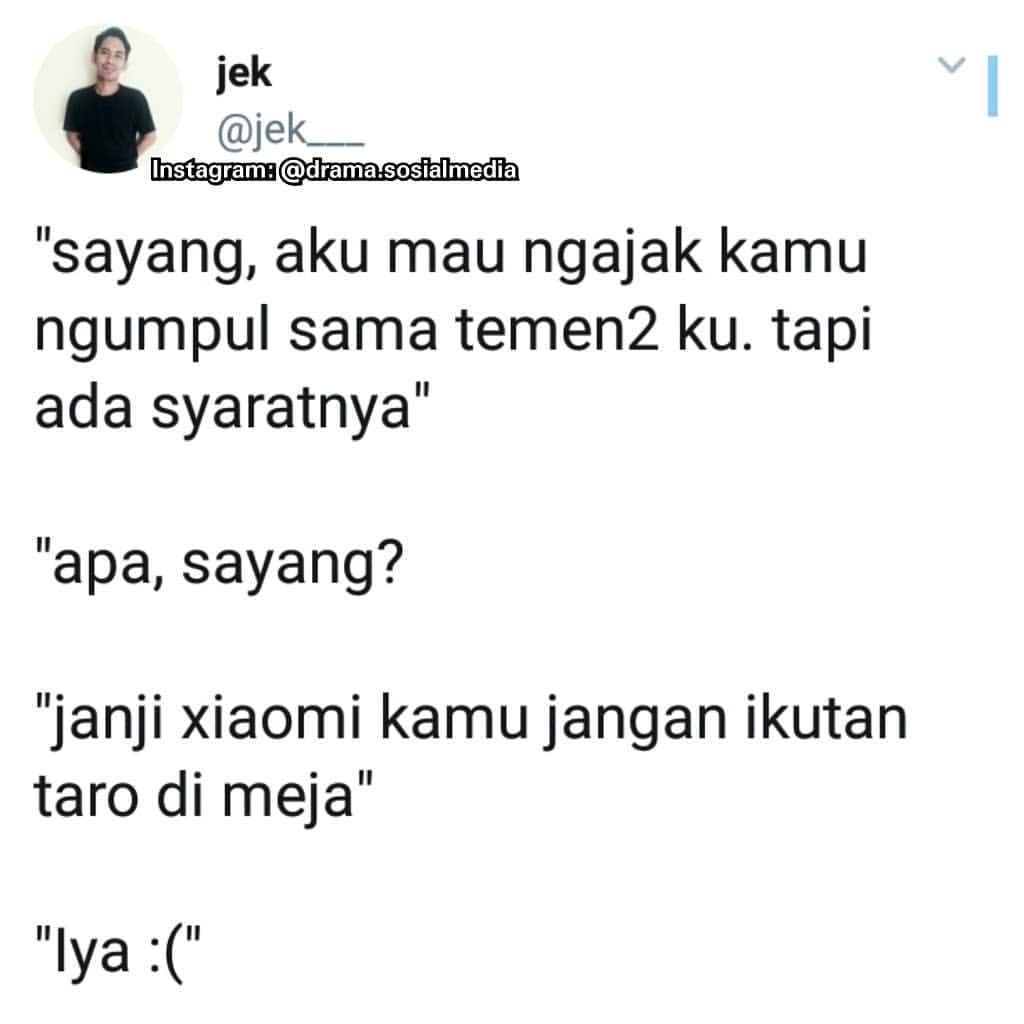 jek
@jek___
Instagram: @drama.sosialmedia
"sayang, aku mau ngajak kamu
ngumpul sama temen2 ku. tapi
ada syaratnya"
"apa, sayang?
"janji xiaomi kamu jangan ikutan
taro di meja"
"Iya :("